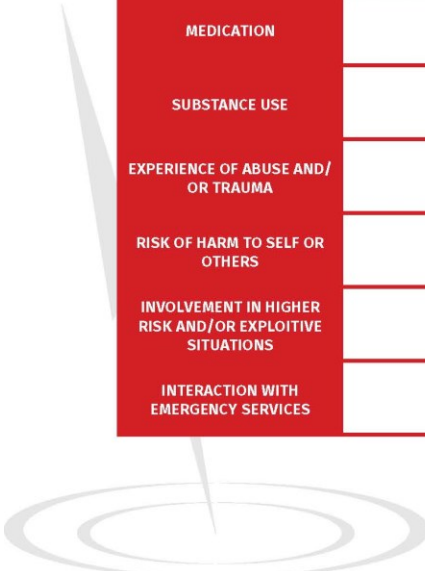 MEDICATION
SUBSTANCE USE
EXPERIENCE OF ABUSE AND/
OR TRAUMA
RISK OF HARM TO SELF OR
OTHERS
INVOLVEMENT IN HIGHER
RISK AND/OR EXPLOITIVE
SITUATIONS
INTERACTION WITH
EMERGENCY SERVICES